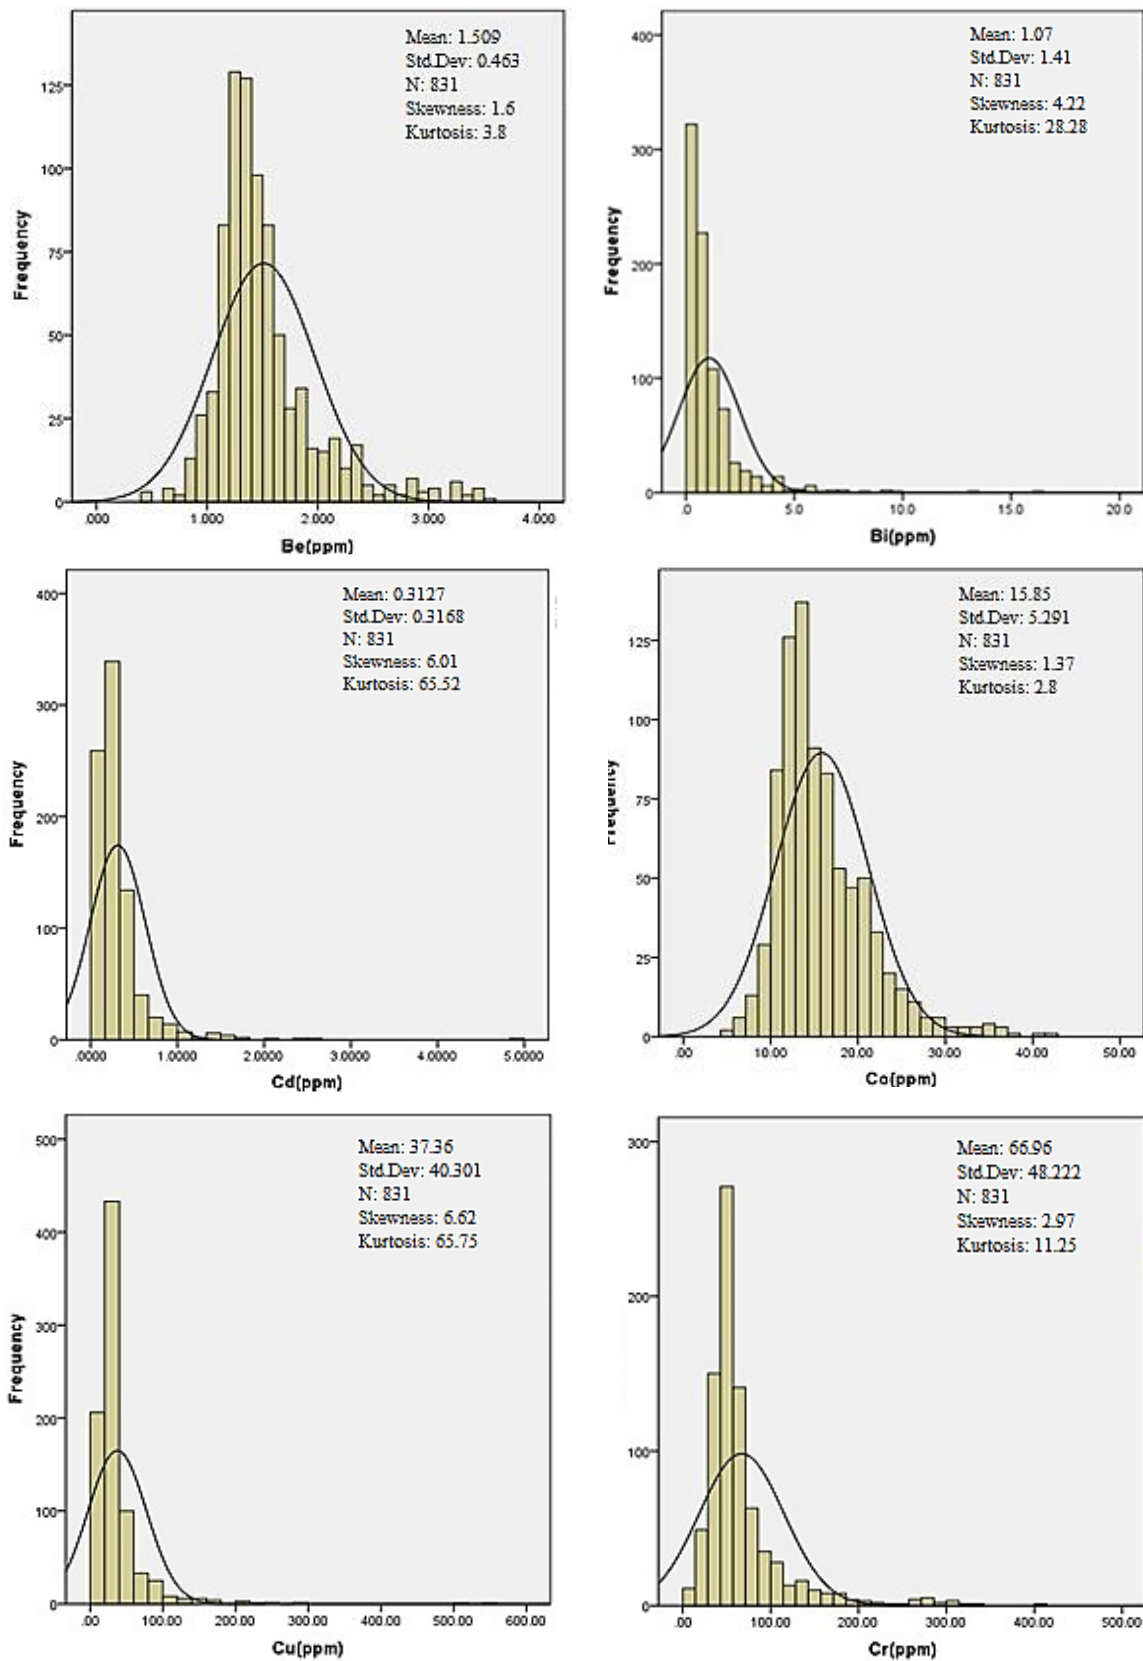 Mean: 1.509
Std.Dev: 0.463
N: 831
Skewness: 1.6
Kurtosis: 3.8
125
100
75
50
25
0
Frequency
.000 1.000 2.000 3.000 4.000
Be(ppm)
Mean: 1.07
Std.Dev: 1.41
N: 831
Skewness: 4.22
Kurtosis: 28.28
400
300
200
100
0
Frequency
.0 5.0 10.0 15.0 20.0
Bi(ppm)
Mean: 0.3127
Std.Dev: 0.3168
N: 831
Skewness: 6.01
Kurtosis: 65.52
400
300
200
100
0
Frequency
.0000 1.0000 2.0000 3.0000 4.0000 5.0000
Cd(ppm)
Mean: 15.85
Std.Dev: 5.291
N: 831
Skewness: 1.37
Kurtosis: 2.8
125
100
75
50
25
0
Frequency
.00 10.00 20.00 30.00 40.00 50.00
Co(ppm)
Mean: 37.36
Std.Dev: 40.301
N: 831
Skewness: 6.62
Kurtosis: 65.75
500
400
300
200
100
0
Frequency
.00 100.00 200.00 300.00 400.00 500.00 600.00
Cu(ppm)
Mean: 66.96
Std.Dev: 48.222
N: 831
Skewness: 2.97
Kurtosis: 11.25
300
200
100
0
.00 100.00 200.00 300.00 400.00 500.00
Cr(ppm)